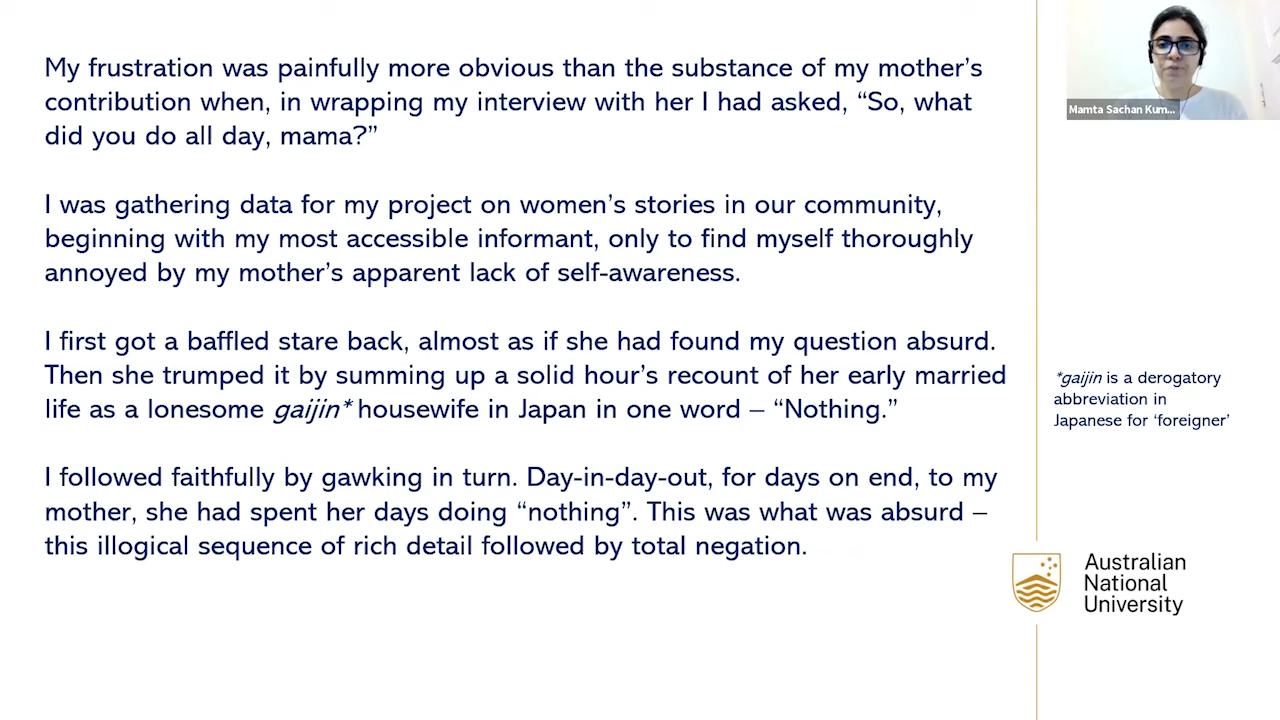 My frustration was painfully more obvious than the substance of my mother’s
contribution when, in wrapping my interview with her I had asked, “So, what
did you do all day, mama?”
I was gathering data for my project on women’s stories in our community,
beginning with my most accessible informant, only to find myself thoroughly
annoyed by my mother’s apparent lack of self-awareness.
I first got a baffled stare back, almost as if she had found my question absurd.
Then she trumped it by summing up a solid hour’s recount of her early married
life as a lonesome gaijin* housewife in Japan in one word – “Nothing.”
I followed faithfully by gawking in turn. Day-in-day-out, for days on end, to my
mother, she had spent her days doing “nothing”. This was what was absurd –
this illogical sequence of rich detail followed by total negation.
Mamta Sachan Kum...
*gaijin is a derogatory
abbreviation in
Japanese for ‘foreigner’
Australian
National
University